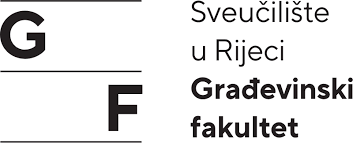 G
F
Sveučilište
u Rijeci
Građevinski
fakultet